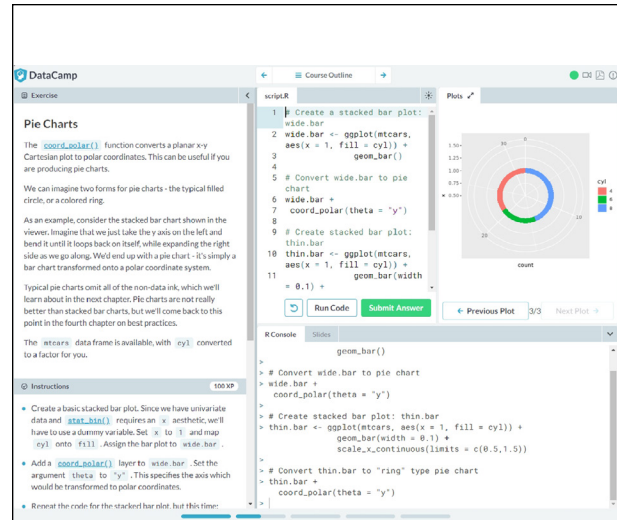 DataCamp
Course Outline
Exercise
Pie Charts
The coord_polar() function converts a planar x-y
Cartesian plot to polar coordinates. This can be useful if you
are producing pie charts.
We can imagine two forms for pie charts - the typical filled
circle, or a colored ring.
As an example, consider the stacked bar chart shown in the
viewer. Imagine that we just take the y axis on the left and
bend it until it loops back on itself, while expanding the right
side as we go along. We'd end up with a pie chart - it's simply a
bar chart transformed onto a polar coordinate system.
Typical pie charts omit all of the non-data ink, which we'll
learn about in the next chapter. Pie charts are not really
better than stacked bar charts, but we'll come back to this
point in the fourth chapter on best practices.
The mtcars data frame is available, with cyl converted
to a factor for you.
Instructions
100 XP
Create a basic stacked bar plot. Since we have univariate
data and stat_bin() requires an x aesthetic, we'll
have to use a dummy variable. Set x to 1 and map
cyl onto fill. Assign the bar plot to wide.bar.
Add a coord_polar() layer to wide.bar. Set the
argument theta to "y". This specifies the axis which
would be transformed to polar coordinates.
Repeat the code for the stacked bar plot, but this time:
script.R
1 # Create a stacked bar plot:
wide.bar
2 wide.bar <- ggplot(mtcars,
aes(x = 1, fill = cyl)) +
3 geom_bar()
4
5 # Convert wide.bar to pie
chart
6 wide.bar +
7 coord_polar(theta = "y")
8
9 # Create stacked bar plot:
thin.bar
10 thin.bar <- ggplot(mtcars,
aes(x = 1, fill = cyl)) +
11 geom_bar(width
= 0.1) +
Run Code
Submit Answer
Plots
0
30
1.50
1.25
1.00
0.75
x 0.50
10
20
count
cyl
4
6
8
Previous Plot
3/3
Next Plot
R Console
Slides
geom_bar()
>
> # Convert wide.bar to pie chart
> wide.bar +
coord_polar(theta = "y")
>
> # Create stacked bar plot: thin.bar
> thin.bar <- ggplot(mtcars, aes(x = 1, fill = cyl)) +
geom_bar(width = 0.1) +
scale_x_continuous(limits = c(0.5,1.5))
>
> # Convert thin.bar to "ring" type pie chart
> thin.bar +
coord_polar(theta = "y")
>
>